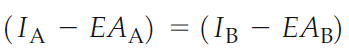 (I_A − EA_A) = (I_B − EA_B)